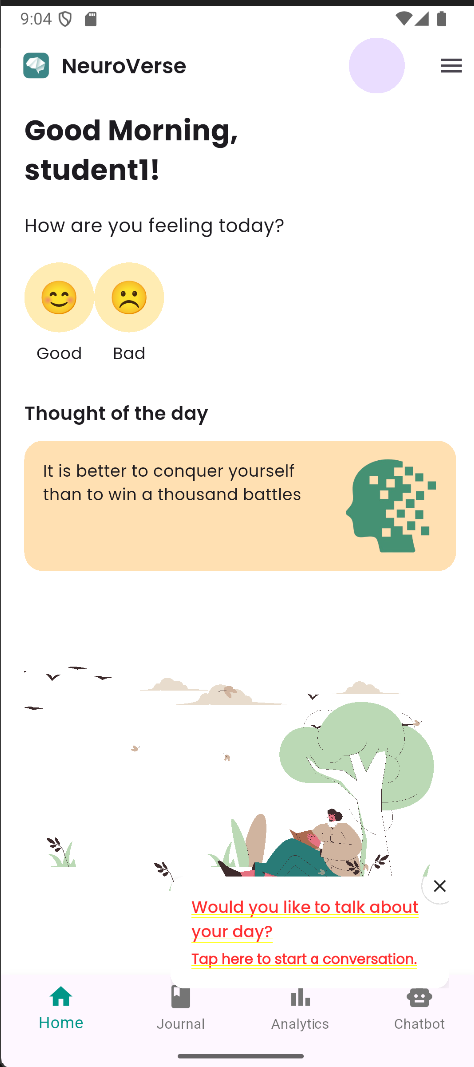 9:04
NeuroVerse
Good Morning,
student1!
How are you feeling today?
Good
Bad
Thought of the day
It is better to conquer yourself
than to win a thousand battles
Would you like to talk about
your day?
Tap here to start a conversation.
Home
Journal
Analytics
Chatbot